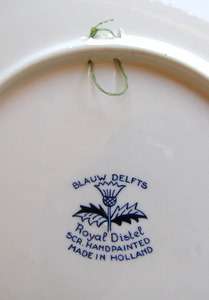 BLAUW DELFTS
Royal Distel
SCR. HANDPAINTED
MADE IN HOLLAND